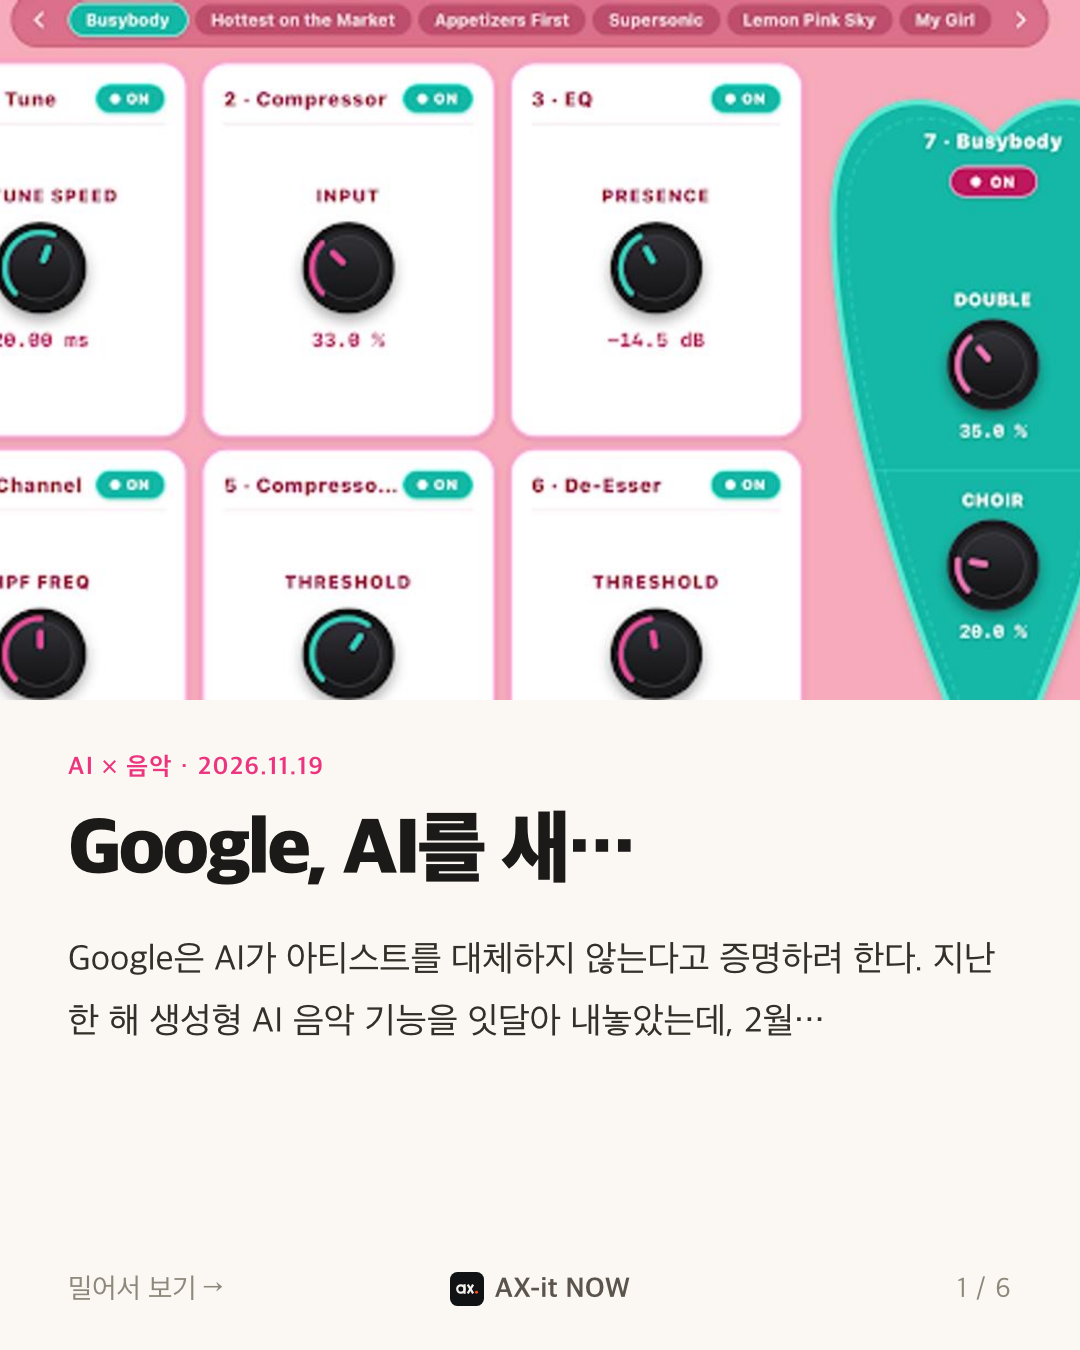 Busybody Hottest on the Market Appetizers First Supersonic Lemon Pink Sky My Girl
Tune ON
2 · Compressor ON
3 · EQ ON
7 · Busybody
ON
TUNE SPEED
INPUT
PRESENCE
20.00 ms
33.0 %
-14.5 dB
DOUBLE
35.0 %
Channel ON
5 · Compresso... ON
6 · De-Esser ON
CHOIR
HPF FREQ
THRESHOLD
THRESHOLD
20.0 %
AI × 음악 · 2026.11.19
Google, AI를 새…
Google은 AI가 아티스트를 대체하지 않는다고 증명하려 한다. 지난
한 해 생성형 AI 음악 기능을 잇달아 내놓았는데, 2월…
밀어서 보기 →
ax. AX-it NOW
1 / 6